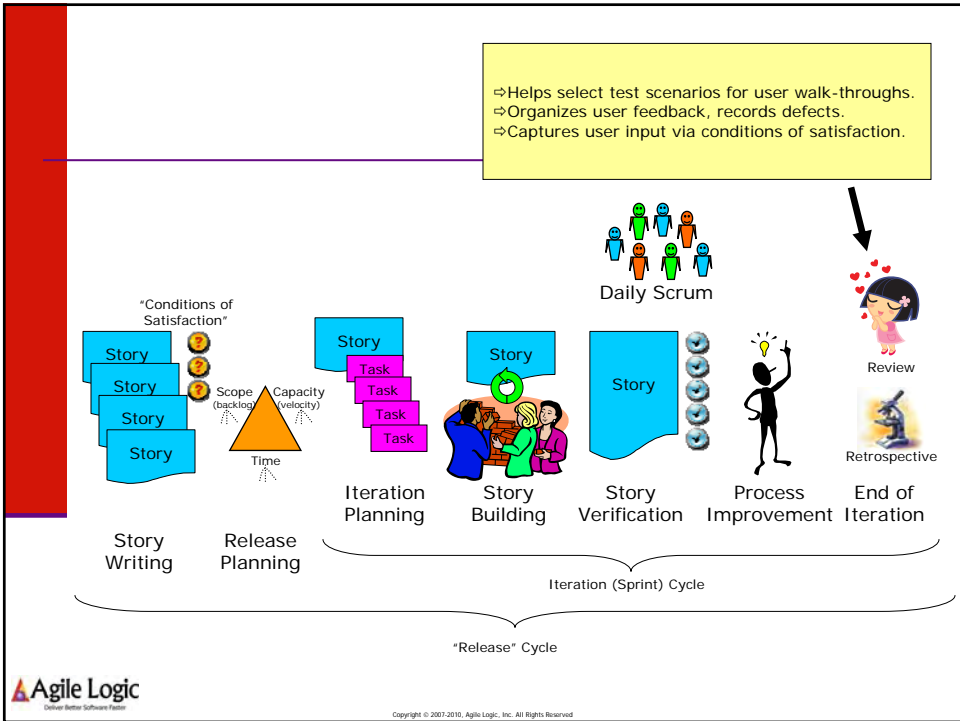 ⇨Helps select test scenarios for user walk-throughs.
⇨Organizes user feedback, records defects.
⇨Captures user input via conditions of satisfaction.
Daily Scrum
"Conditions of
Satisfaction"
Story
Story
Story
Story
?
?
?
Scope
(backlog)
Capacity
(velocity)
Time
Story
Task
Task
Task
Task
Story
Story
Review
Retrospective
Iteration
Planning
Story
Building
Story
Verification
Process
Improvement
End of
Iteration
Story
Writing
Release
Planning
Iteration (Sprint) Cycle
"Release" Cycle
Agile Logic
Deliver Better Software Faster
Copyright © 2007-2010, Agile Logic, Inc. All Rights Reserved